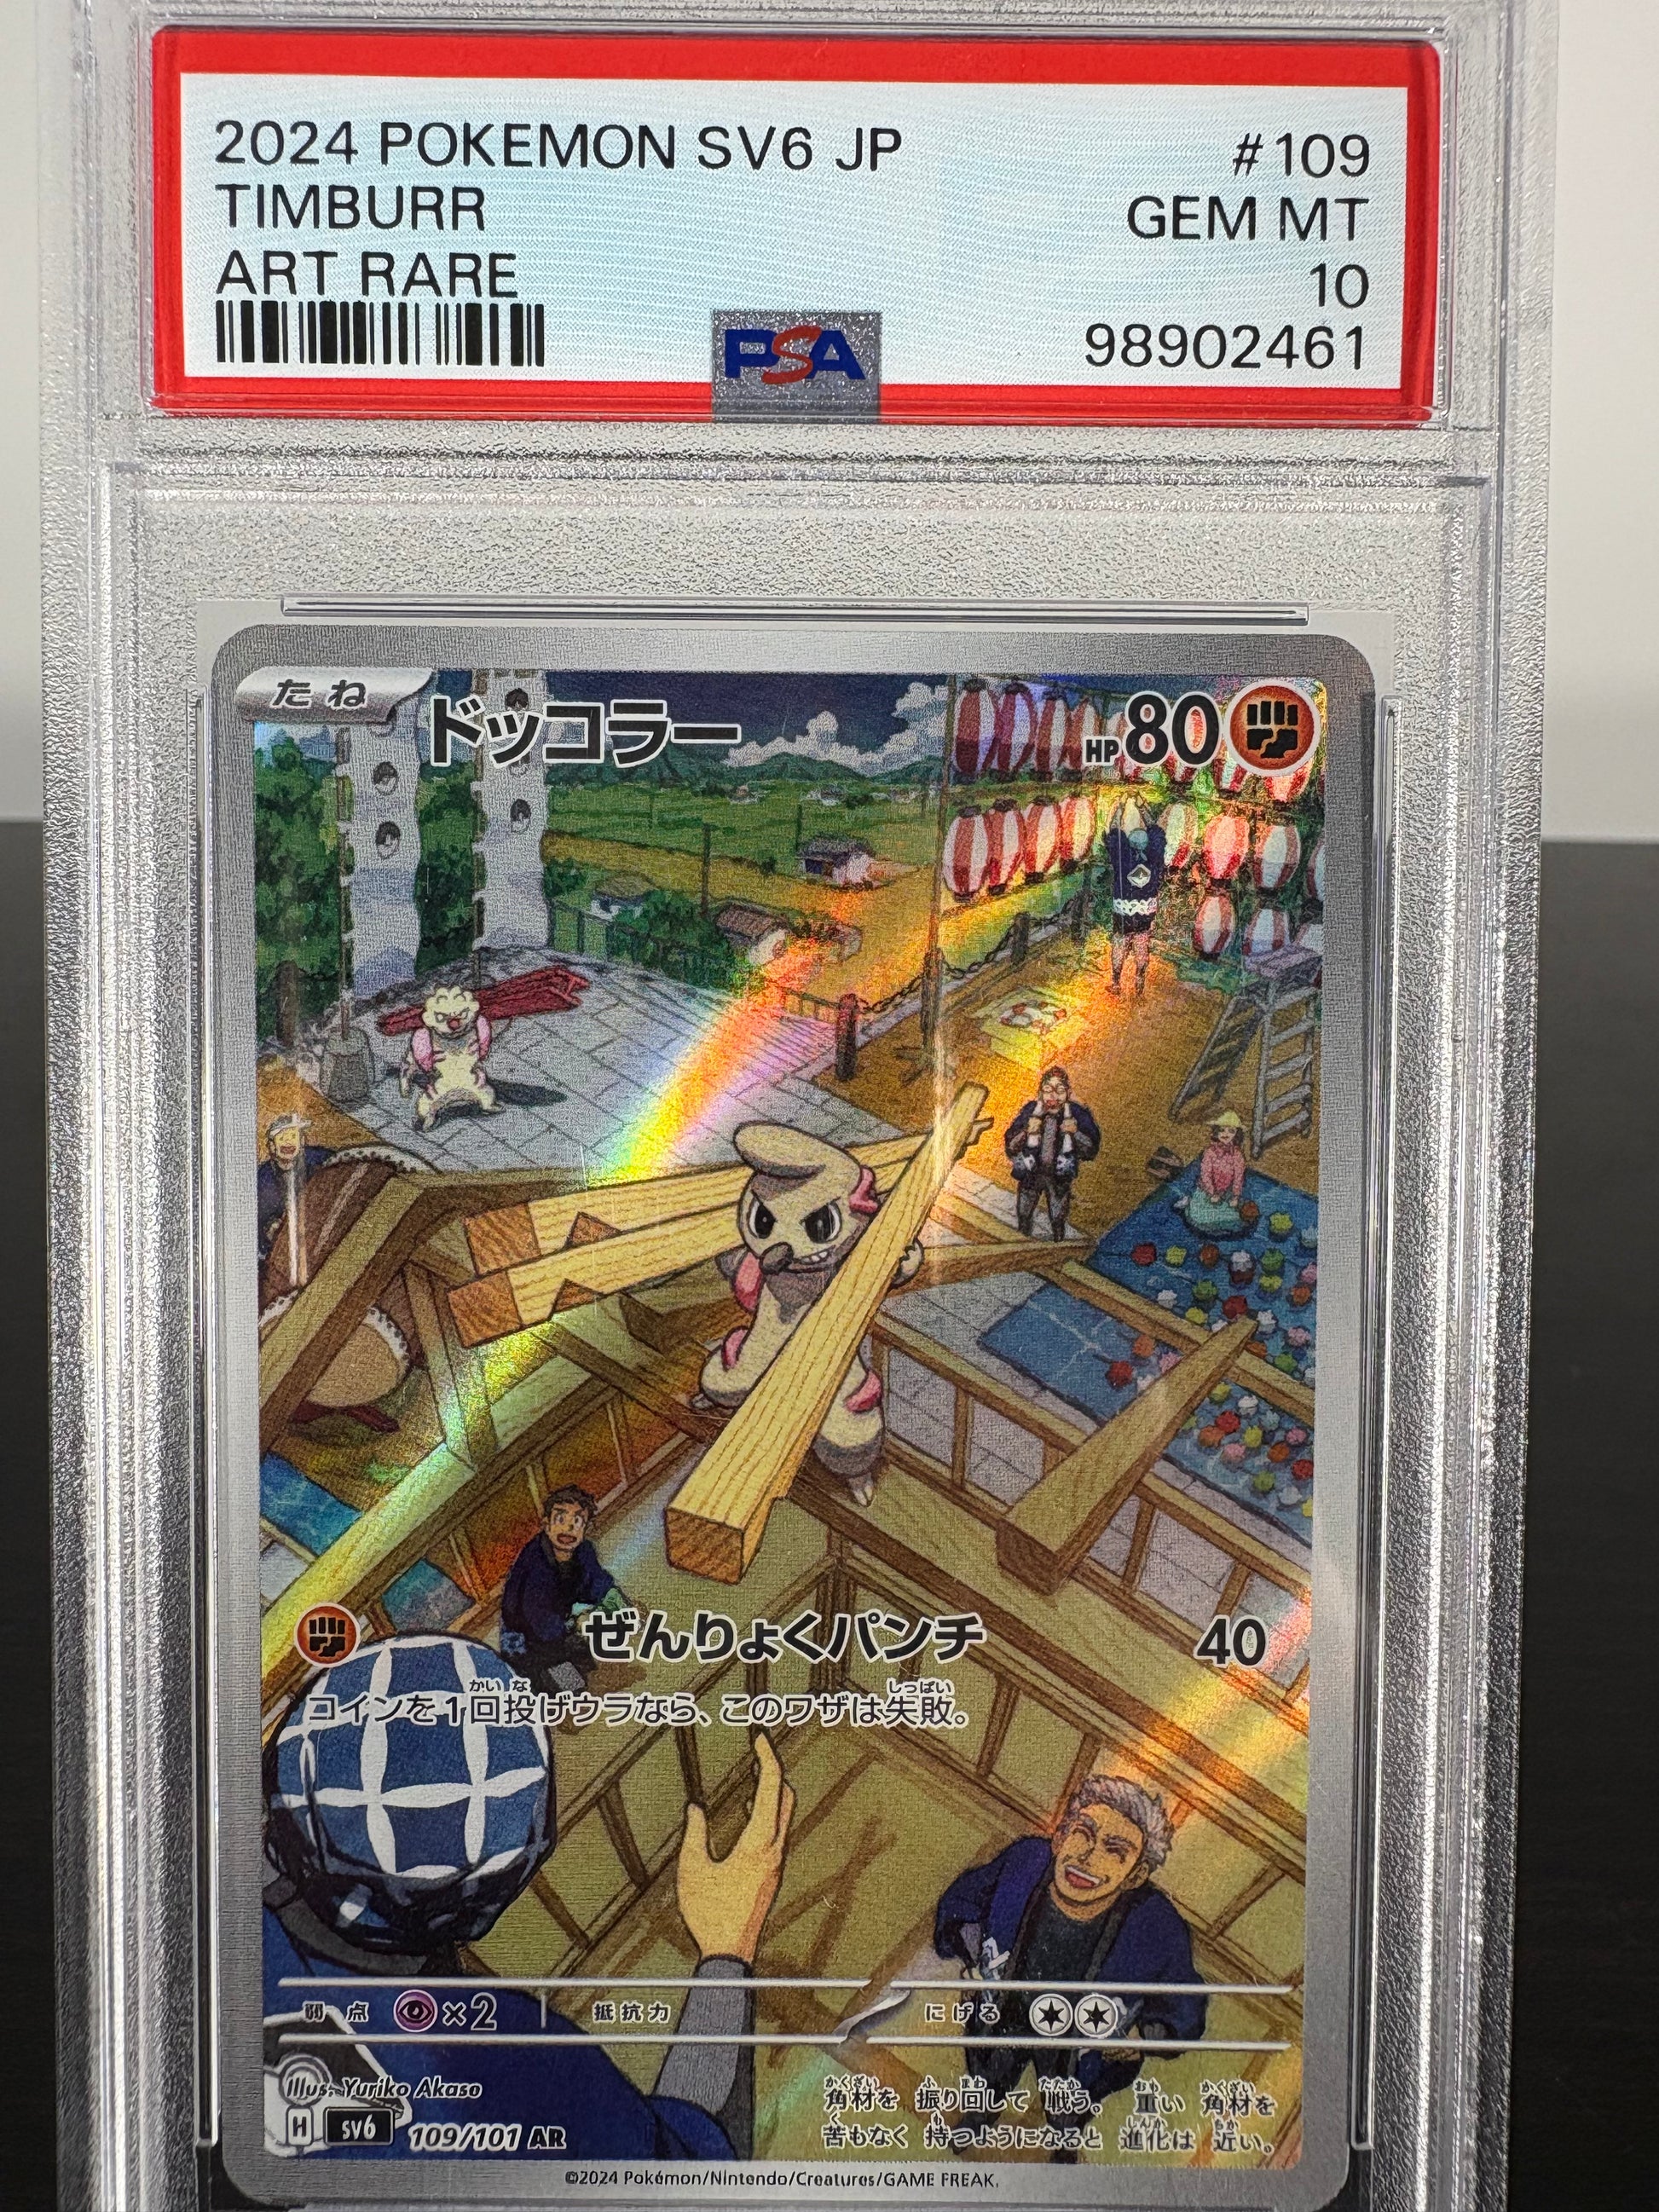 2024 POKEMON SV6 JP #109
TIMBURR GEM MT
ART RARE 10
PSA 98902461
たね ドッコラー HP80
ぜんりょくパンチ 40
コインを1回投げウラなら、このワザは失敗。
弱点 ×2 抵抗力 にげる
Illus. Yuriko Akaso
角材を 振り回して 戦う。 重い 角材を
H sv6 109/101 AR 苦もなく 持つようになると 進化は 近い。
©2024 Pokémon/Nintendo/Creatures/GAME FREAK.